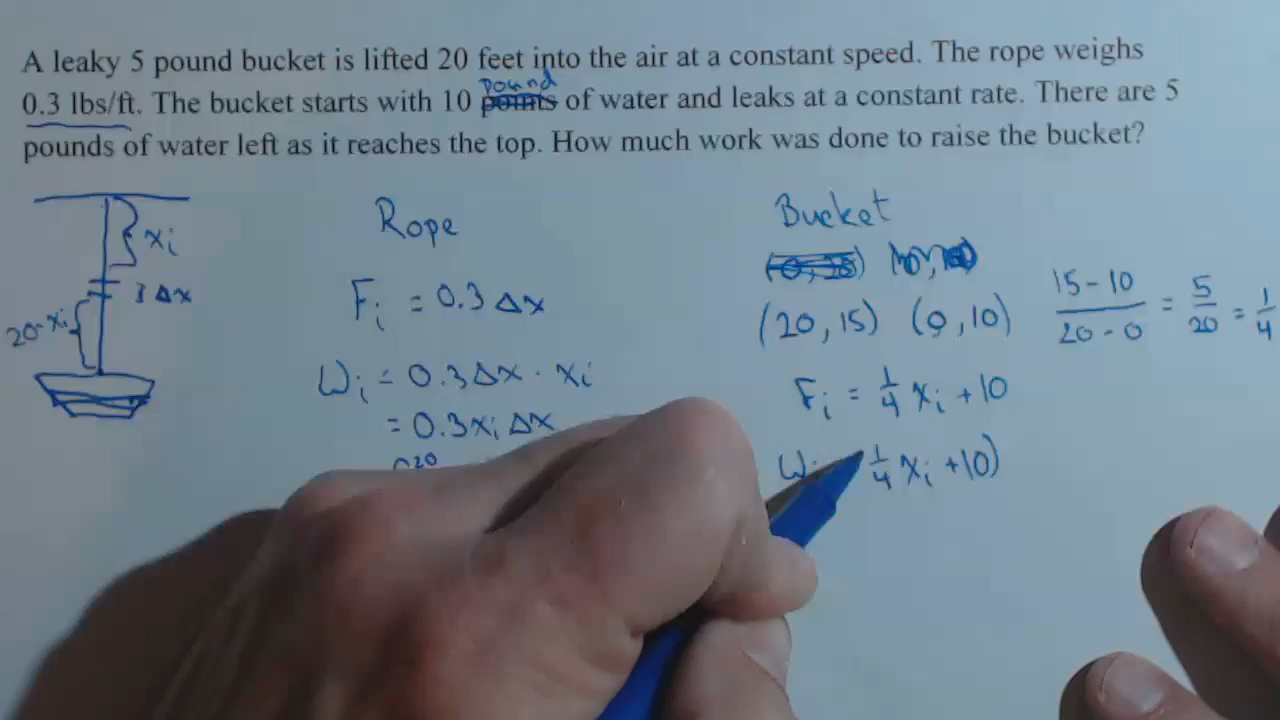 A leaky 5 pound bucket is lifted 20 feet into the air at a constant speed. The rope weighs
pound
0.3 lbs/ft. The bucket starts with 10 points of water and leaks at a constant rate. There are 5
pounds of water left as it reaches the top. How much work was done to raise the bucket?
xᵢ
Δx
20-xᵢ
Rope
Fᵢ = 0.3 Δx
Wᵢ = 0.3Δx · xᵢ
= 0.3xᵢ Δx
20
Bucket
(20, 15) (0, 10)
15 - 10 / 20 - 0 = 5/20 = 1/4
Fᵢ = 1/4 xᵢ + 10
Wᵢ 1/4 xᵢ + 10)